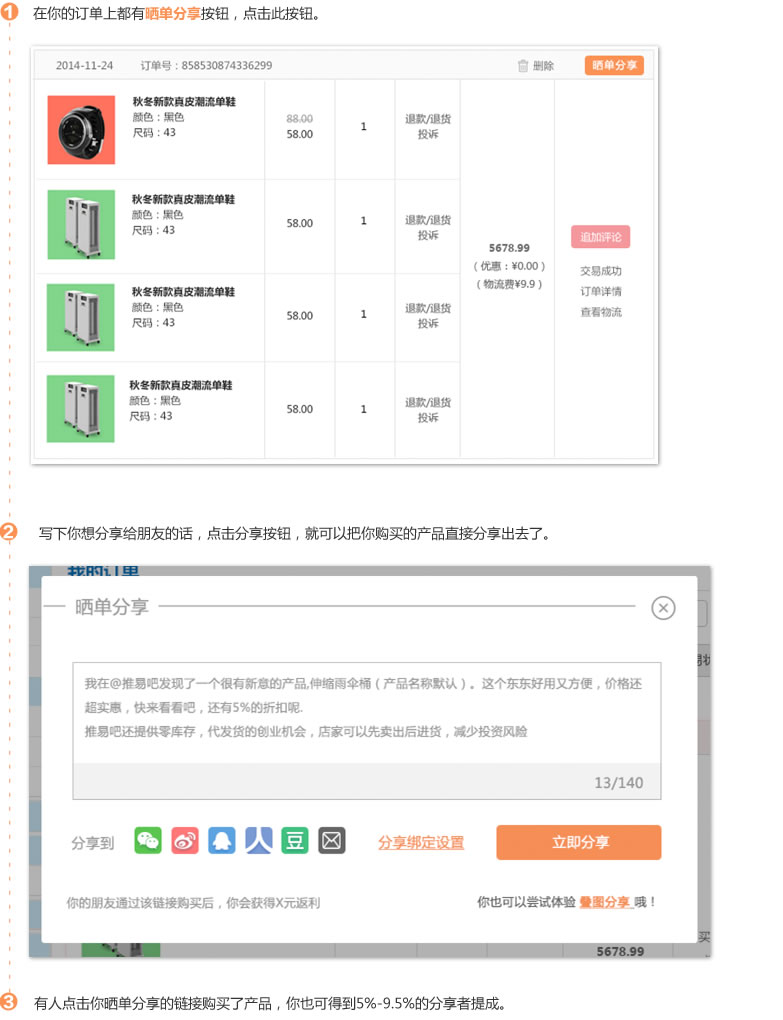 1 在你的订单上都有晒单分享按钮，点击此按钮。
2014-11-24 订单号：858530874336299 删除 晒单分享
秋冬新款真皮潮流单鞋
颜色：黑色
尺码：43
88.00
58.00
1
退款/退货
投诉
秋冬新款真皮潮流单鞋
颜色：黑色
尺码：43
58.00
1
退款/退货
投诉
秋冬新款真皮潮流单鞋
颜色：黑色
尺码：43
58.00
1
退款/退货
投诉
秋冬新款真皮潮流单鞋
颜色：黑色
尺码：43
58.00
1
退款/退货
投诉
5678.99
（优惠：¥0.00）
（物流费¥9.9）
追加评论
交易成功
订单详情
查看物流
2 写下你想分享给朋友的话，点击分享按钮，就可以把你购买的产品直接分享出去了。
我的订单
晒单分享
我在@推易吧发现了一个很有新意的产品,伸缩雨伞桶（产品名称默认）。这个东东好用又方便，价格还
超实惠，快来看看吧，还有5%的折扣呢.
推易吧还提供零库存，代发货的创业机会，店家可以先卖出后进货，减少投资风险
13/140
分享到 人 豆 分享绑定设置 立即分享
你的朋友通过该链接购买后，你会获得X元返利 你也可以尝试体验 叠图分享 哦！
买
5678.99
3 有人点击你晒单分享的链接购买了产品，你也可得到5%-9.5%的分享者提成。